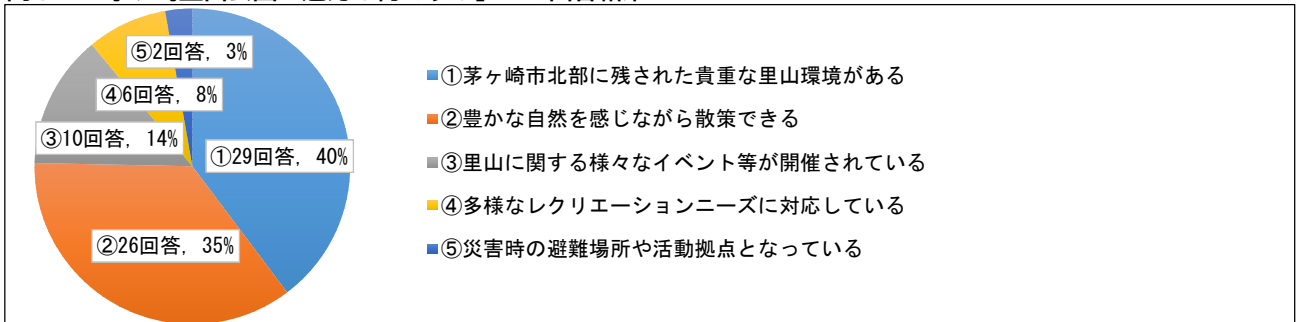 ⑤2回答, 3%
④6回答, 8%
③10回答, 14%
①29回答, 40%
②26回答, 35%
①茅ヶ崎市北部に残された貴重な里山環境がある
②豊かな自然を感じながら散策できる
③里山に関する様々なイベント等が開催されている
④多様なレクリエーションニーズに対応している
⑤災害時の避難場所や活動拠点となっている